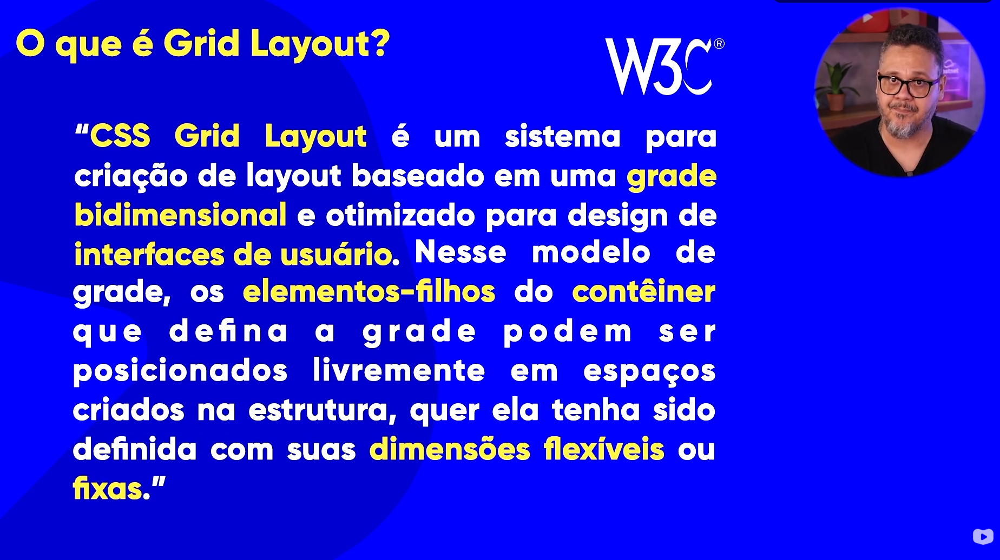 O que é Grid Layout?
W3C®
“CSS Grid Layout é um sistema para
criação de layout baseado em uma grade
bidimensional e otimizado para design de
interfaces de usuário. Nesse modelo de
grade, os elementos-filhos do contêiner
que defina a grade podem ser
posicionados livremente em espaços
criados na estrutura, quer ela tenha sido
definida com suas dimensões flexíveis ou
fixas.”